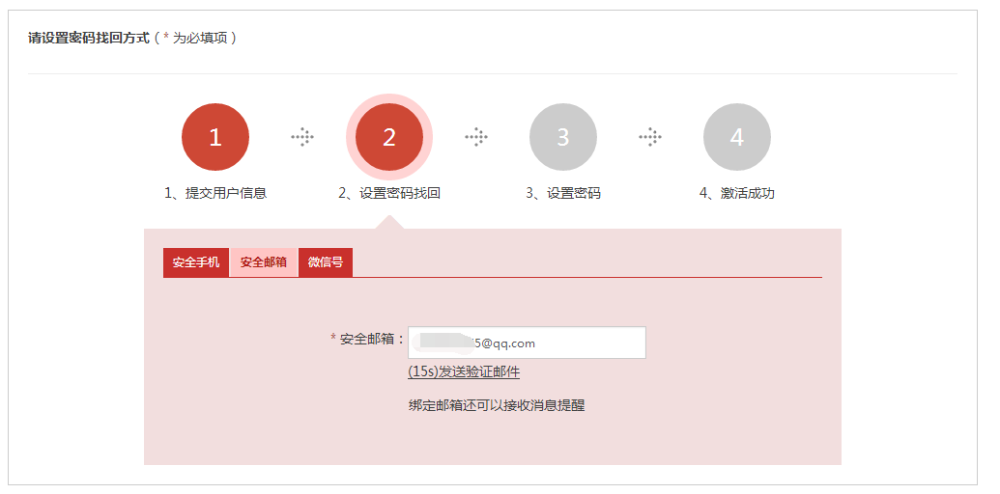 请设置密码找回方式（* 为必填项）
1 2 3 4
1、提交用户信息 2、设置密码找回 3、设置密码 4、激活成功
安全手机 安全邮箱 微信号
* 安全邮箱： 5@qq.com
(15s)发送验证邮件
绑定邮箱还可以接收消息提醒